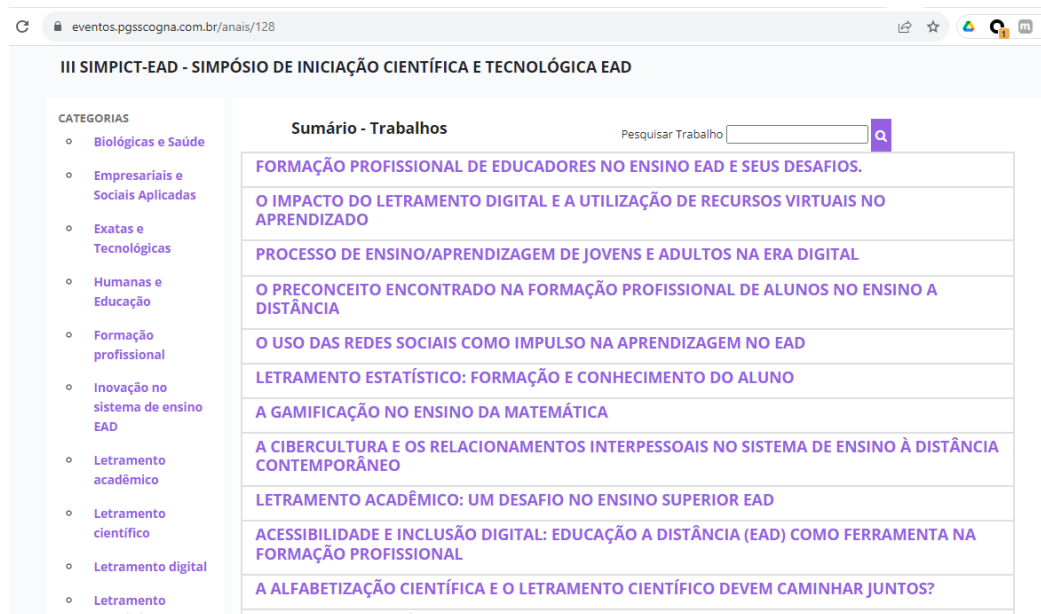 eventos.pgsscogna.com.br/anais/128
1
m
III SIMPICT-EAD - SIMPÓSIO DE INICIAÇÃO CIENTÍFICA E TECNOLÓGICA EAD
CATEGORIAS
Biológicas e Saúde
Empresariais e
Sociais Aplicadas
Exatas e
Tecnológicas
Humanas e
Educação
Formação
profissional
Inovação no
sistema de ensino
EAD
Letramento
acadêmico
Letramento
científico
Letramento digital
Letramento
Sumário - Trabalhos
Pesquisar Trabalho
FORMAÇÃO PROFISSIONAL DE EDUCADORES NO ENSINO EAD E SEUS DESAFIOS.
O IMPACTO DO LETRAMENTO DIGITAL E A UTILIZAÇÃO DE RECURSOS VIRTUAIS NO
APRENDIZADO
PROCESSO DE ENSINO/APRENDIZAGEM DE JOVENS E ADULTOS NA ERA DIGITAL
O PRECONCEITO ENCONTRADO NA FORMAÇÃO PROFISSIONAL DE ALUNOS NO ENSINO A
DISTÂNCIA
O USO DAS REDES SOCIAIS COMO IMPULSO NA APRENDIZAGEM NO EAD
LETRAMENTO ESTATÍSTICO: FORMAÇÃO E CONHECIMENTO DO ALUNO
A GAMIFICAÇÃO NO ENSINO DA MATEMÁTICA
A CIBERCULTURA E OS RELACIONAMENTOS INTERPESSOAIS NO SISTEMA DE ENSINO À DISTÂNCIA
CONTEMPORÂNEO
LETRAMENTO ACADÊMICO: UM DESAFIO NO ENSINO SUPERIOR EAD
ACESSIBILIDADE E INCLUSÃO DIGITAL: EDUCAÇÃO A DISTÂNCIA (EAD) COMO FERRAMENTA NA
FORMAÇÃO PROFISSIONAL
A ALFABETIZAÇÃO CIENTÍFICA E O LETRAMENTO CIENTÍFICO DEVEM CAMINHAR JUNTOS?